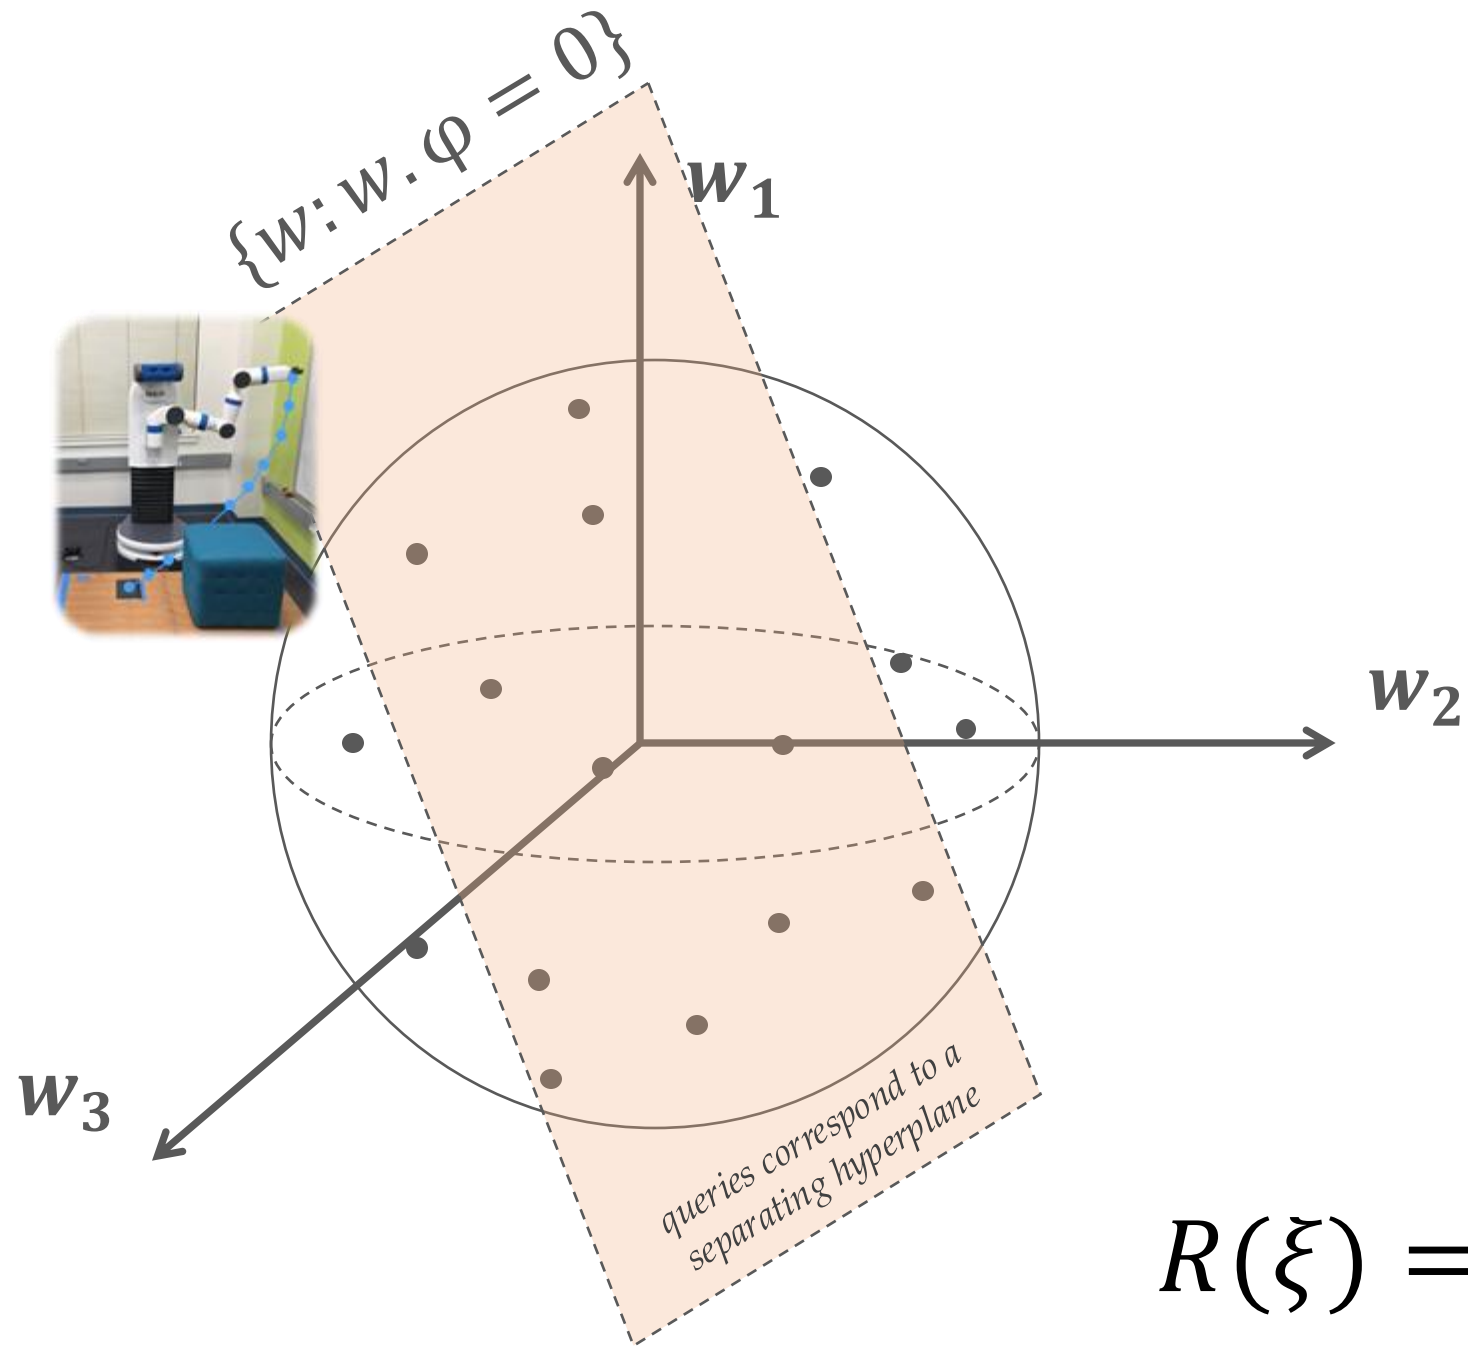 {w: w. φ = 0}
w₁
w₂
w₃
queries correspond to a
separating hyperplane
R(ξ) =